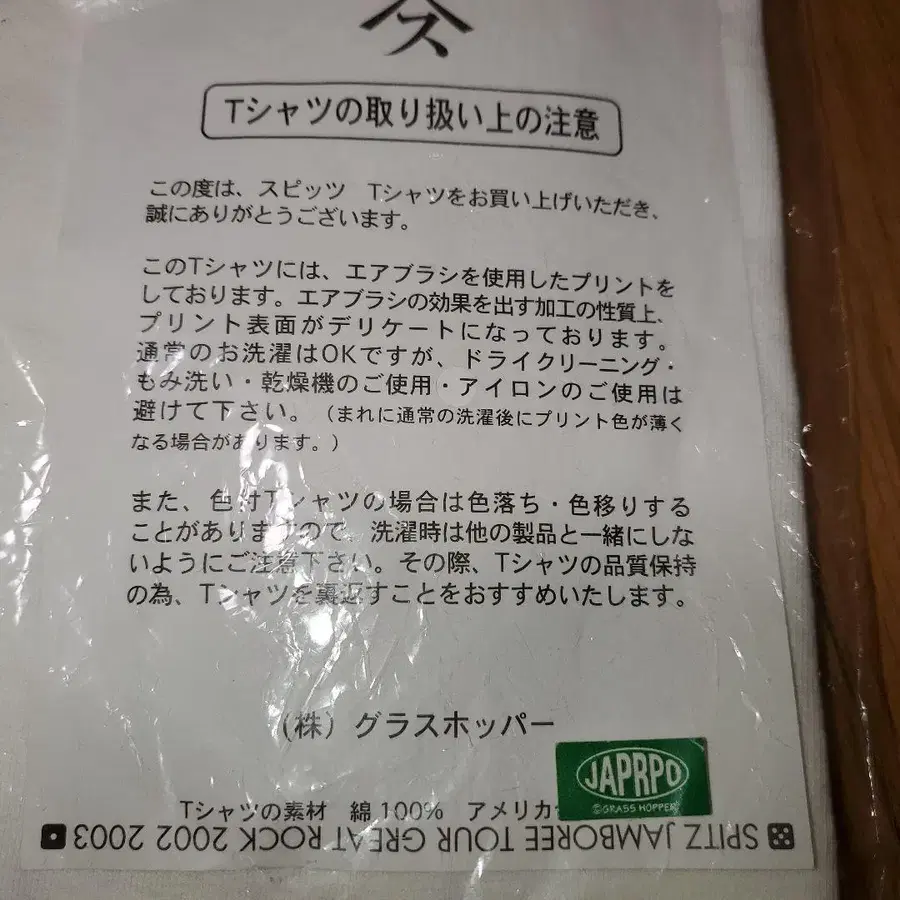 ス
Tシャツの取り扱い上の注意
この度は、スピッツ Tシャツをお買い上げいただき、
誠にありがとうございます。
このTシャツには、エアブラシを使用したプリントを
しております。エアブラシの効果を出す加工の性質上、
プリント表面がデリケートになっております。
通常のお洗濯はOKですが、ドライクリーニング・
もみ洗い・乾燥機のご使用・アイロンのご使用は
避けて下さい。（まれに通常の洗濯後にプリント色が薄く
なる場合があります。）
また、色付Tシャツの場合は色落ち・色移りする
ことがありますので、洗濯時は他の製品と一緒にしな
いようにご注意下さい。その際、Tシャツの品質保持
の為、Tシャツを裏返すことをおすすめいたします。
（株）グラスホッパー
JAPRPO
©GRASS HOPPER
Tシャツの素材 綿100% アメリカ
SPITZ JAMBOREE TOUR GREAT ROCK 2002 2003